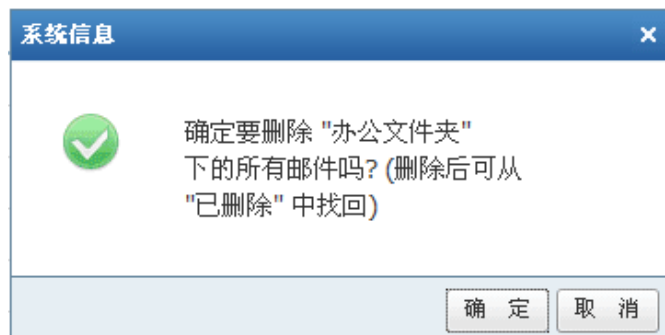 系统信息
确定要删除 "办公文件夹"
下的所有邮件吗? (删除后可从
"已删除" 中找回)
确 定 取 消